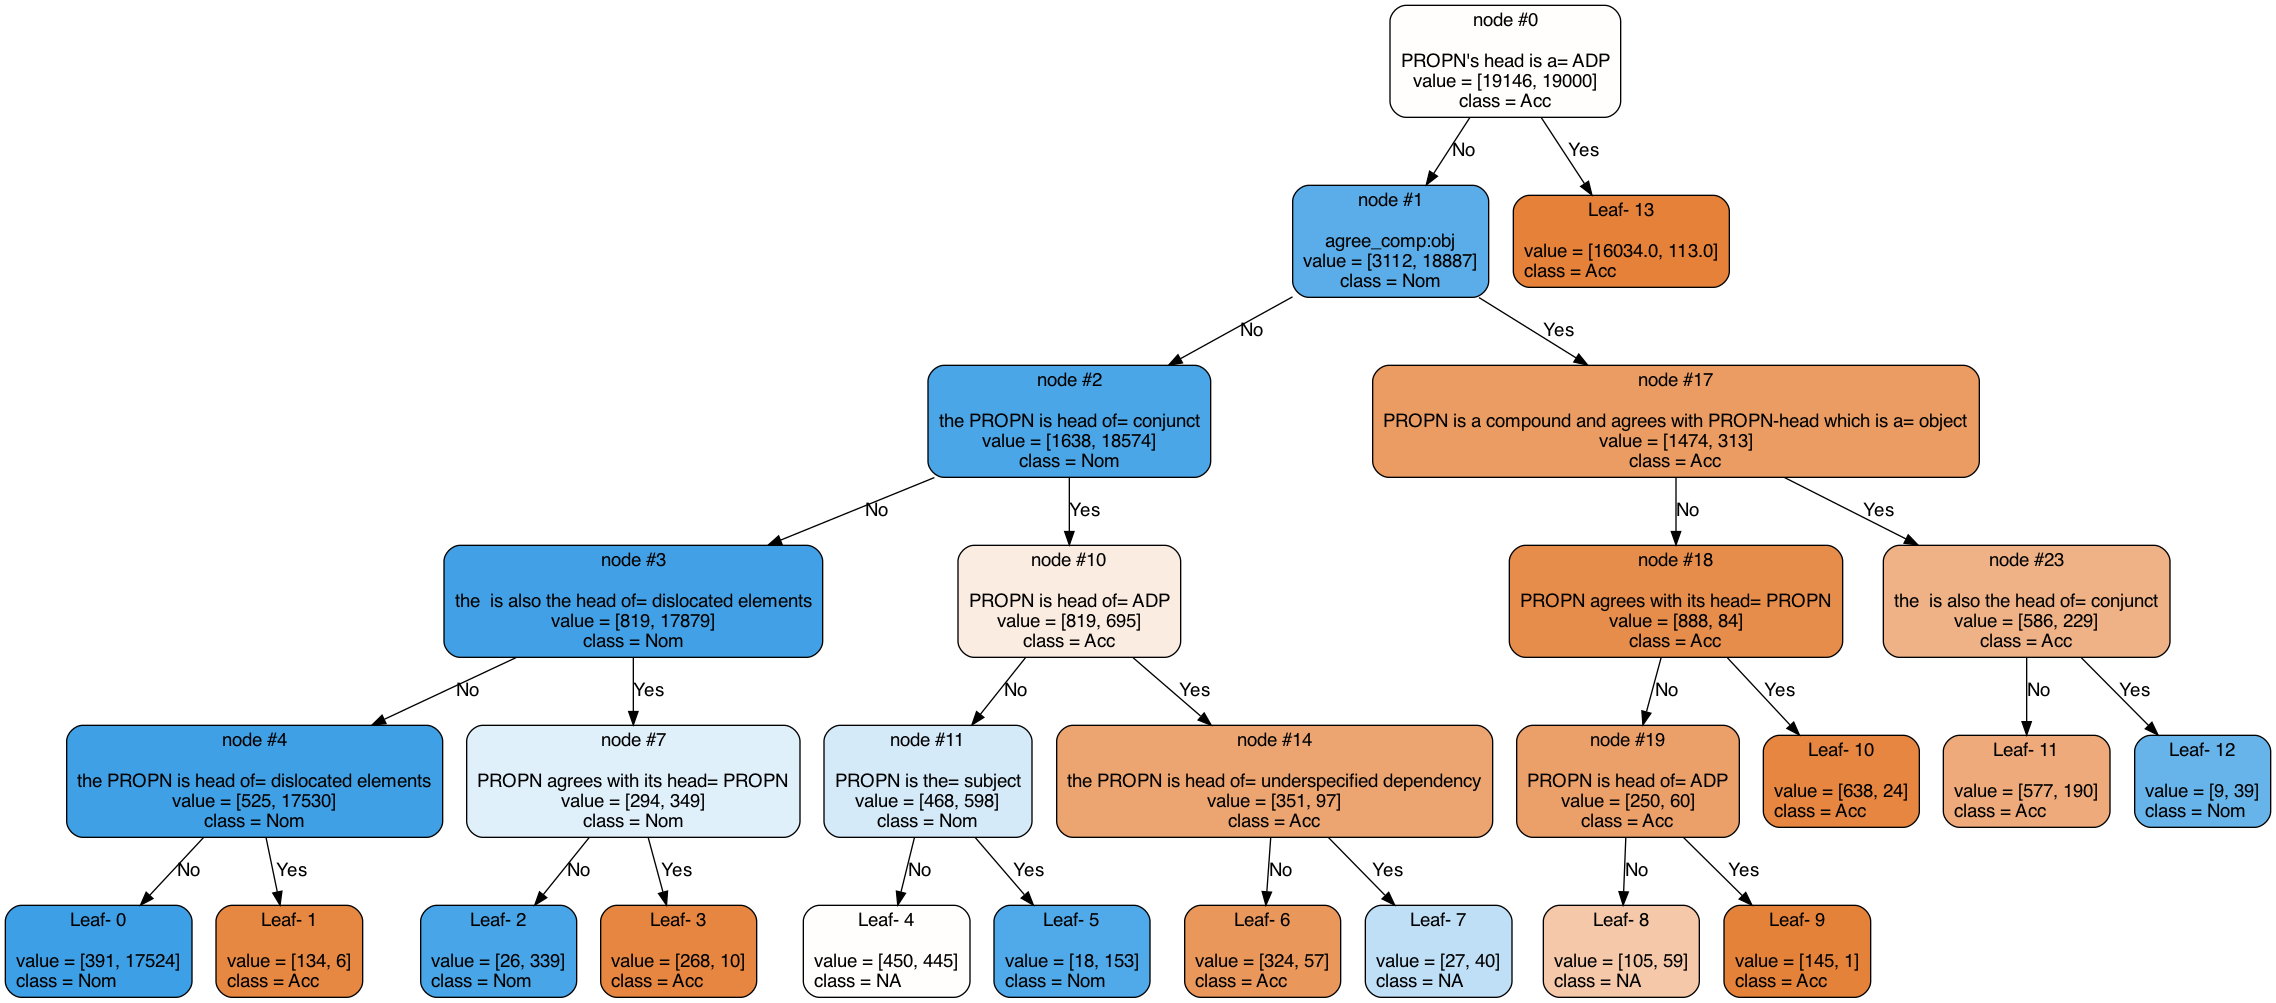 node #0
PROPN's head is a= ADP
value = [19146, 19000]
class = Acc
No
Yes
node #1
agree_comp:obj
value = [3112, 18887]
class = Nom
Leaf- 13
value = [16034.0, 113.0]
class = Acc
No
Yes
node #2
the PROPN is head of= conjunct
value = [1638, 18574]
class = Nom
node #17
PROPN is a compound and agrees with PROPN-head which is a= object
value = [1474, 313]
class = Acc
No
Yes
No
Yes
node #3
the  is also the head of= dislocated elements
value = [819, 17879]
class = Nom
node #10
PROPN is head of= ADP
value = [819, 695]
class = Acc
node #18
PROPN agrees with its head= PROPN
value = [888, 84]
class = Acc
node #23
the  is also the head of= conjunct
value = [586, 229]
class = Acc
No
Yes
No
Yes
No
Yes
No
Yes
node #4
the PROPN is head of= dislocated elements
value = [525, 17530]
class = Nom
node #7
PROPN agrees with its head= PROPN
value = [294, 349]
class = Nom
node #11
PROPN is the= subject
value = [468, 598]
class = Nom
node #14
the PROPN is head of= underspecified dependency
value = [351, 97]
class = Acc
node #19
PROPN is head of= ADP
value = [250, 60]
class = Acc
Leaf- 10
value = [638, 24]
class = Acc
Leaf- 11
value = [577, 190]
class = Acc
Leaf- 12
value = [9, 39]
class = Nom
No
Yes
No
Yes
No
Yes
No
Yes
No
Yes
Leaf- 0
value = [391, 17524]
class = Nom
Leaf- 1
value = [134, 6]
class = Acc
Leaf- 2
value = [26, 339]
class = Nom
Leaf- 3
value = [268, 10]
class = Acc
Leaf- 4
value = [450, 445]
class = NA
Leaf- 5
value = [18, 153]
class = Nom
Leaf- 6
value = [324, 57]
class = Acc
Leaf- 7
value = [27, 40]
class = NA
Leaf- 8
value = [105, 59]
class = NA
Leaf- 9
value = [145, 1]
class = Acc